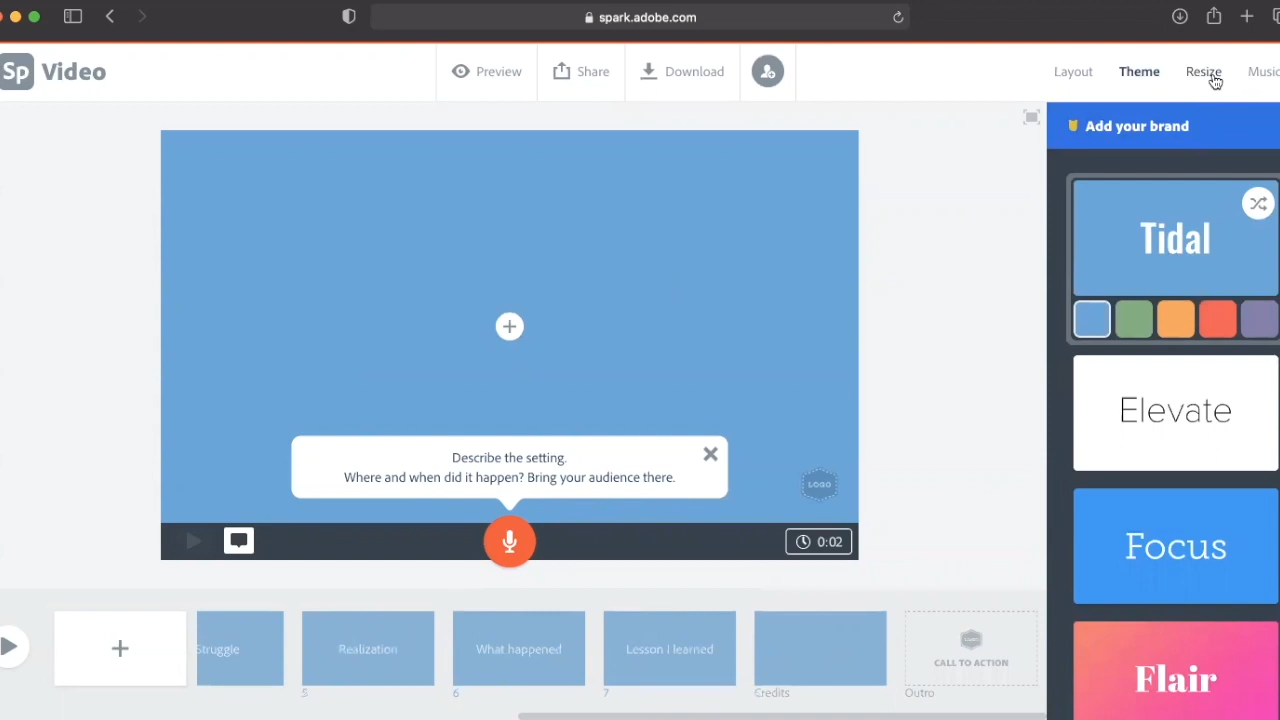 spark.adobe.com
Sp Video
Preview
Share
Download
Layout
Theme
Resize
Music
Add your brand
Tidal
Elevate
Focus
Flair
Describe the setting.
Where and when did it happen? Bring your audience there.
LOGO
0:02
Struggle
Realization
What happened
Lesson I learned
LOGO
CALL TO ACTION
5
6
7
Credits
Outro